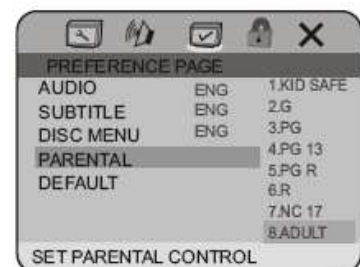 PREFERENCE PAGE
AUDIO ENG
SUBTITLE ENG
DISC MENU ENG
PARENTAL
DEFAULT
1.KID SAFE
2.G
3.PG
4.PG 13
5.PG R
6.R
7.NC 17
8.ADULT
SET PARENTAL CONTROL